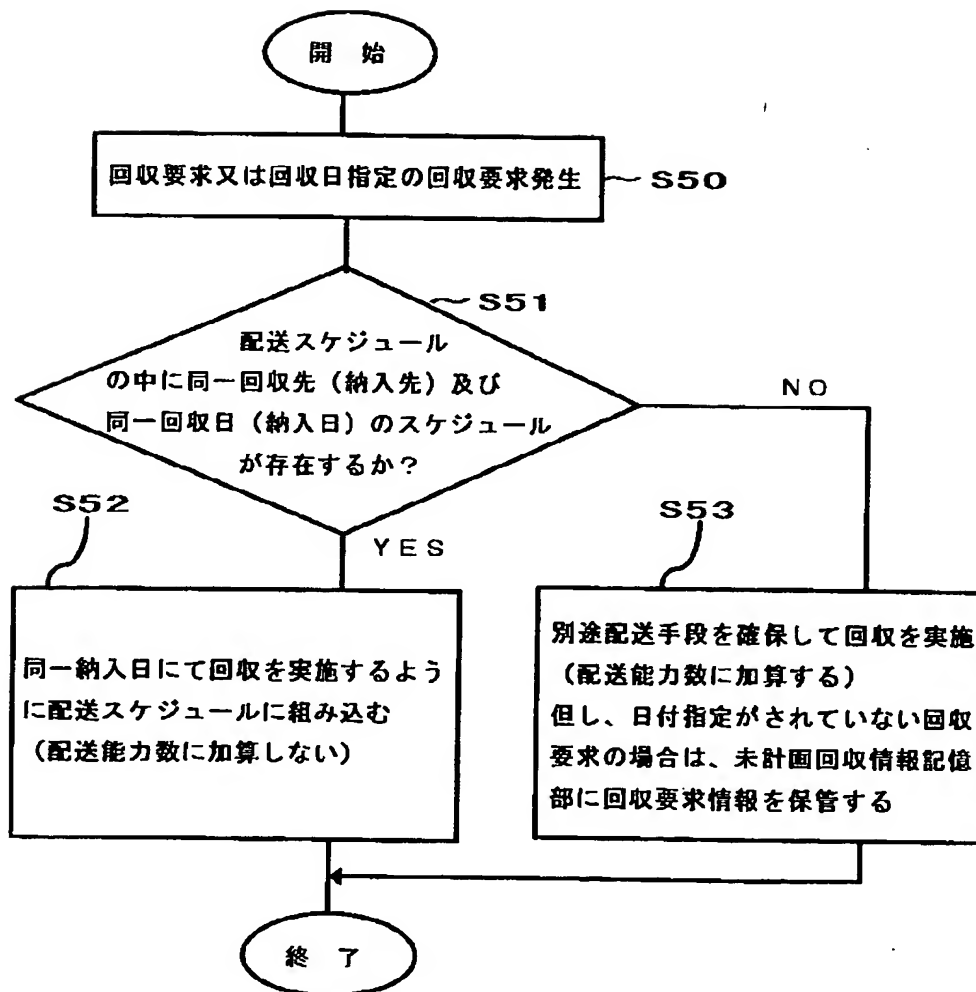 開 始
回収要求又は回収日指定の回収要求発生
S50
S51
配送スケジュール
の中に同一回収先(納入先)及び
同一回収日(納入日)のスケジュール
が存在するか?
NO
YES
S52
同一納入日にて回収を実施するよう
に配送スケジュールに組み込む
(配送能力数に加算しない)
S53
別途配送手段を確保して回収を実施
(配送能力数に加算する)
但し、日付指定がされていない回収
要求の場合は、未計画回収情報記憶
部に回収要求情報を保管する
終 了